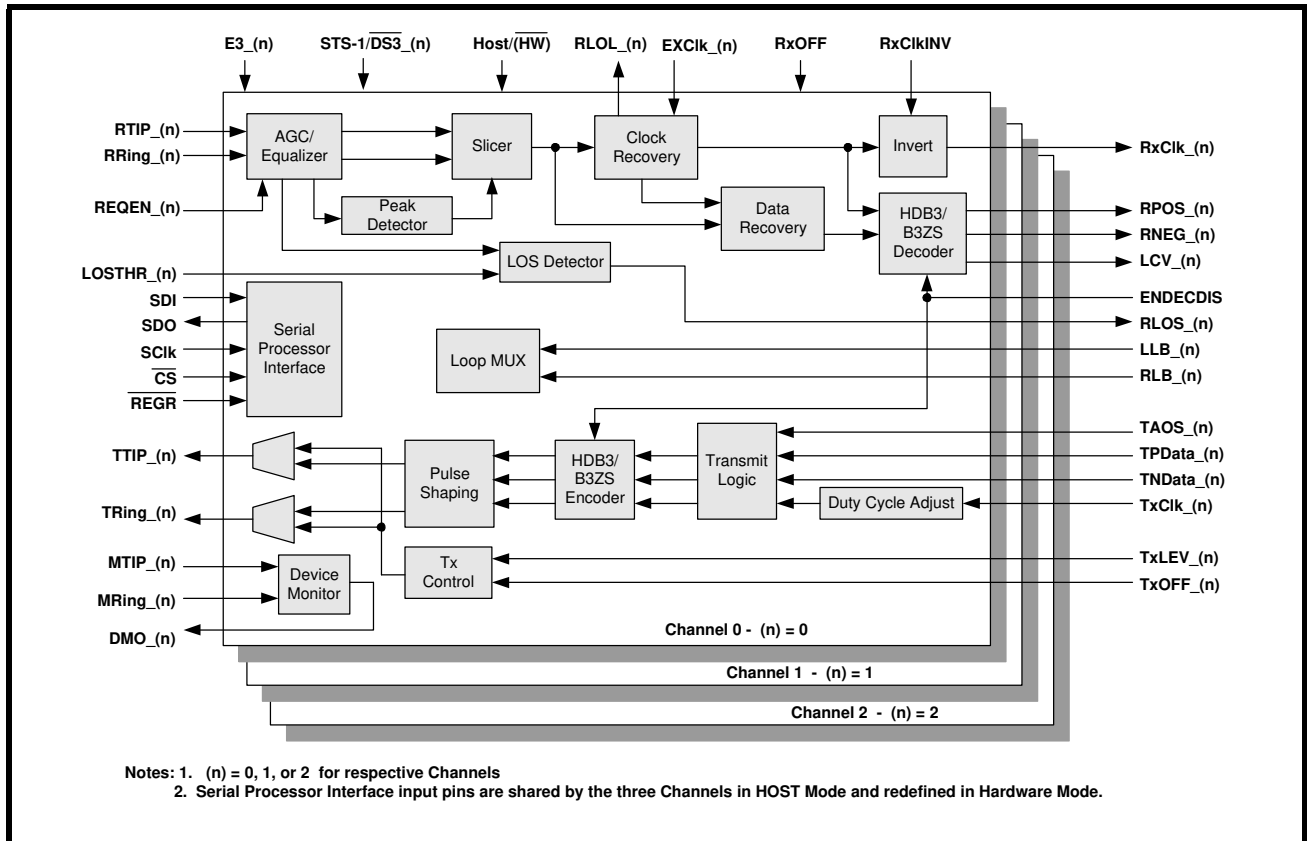 E3_(n)
STS-1/DS3_(n)
Host/(HW)
RLOL_(n)
EXClk_(n)
RxOFF
RxClkINV
RTIP_(n)
RRing_(n)
REQEN_(n)
LOSTHR_(n)
SDI
SDO
SClk
CS
REGR
TTIP_(n)
TRing_(n)
MTIP_(n)
MRing_(n)
DMO_(n)
AGC/
Equalizer
Peak
Detector
Slicer
LOS Detector
Clock
Recovery
Data
Recovery
Invert
HDB3/
B3ZS
Decoder
Serial
Processor
Interface
Loop MUX
Pulse
Shaping
HDB3/
B3ZS
Encoder
Transmit
Logic
Duty Cycle Adjust
Tx
Control
Device
Monitor
RxClk_(n)
RPOS_(n)
RNEG_(n)
LCV_(n)
ENDECDIS
RLOS_(n)
LLB_(n)
RLB_(n)
TAOS_(n)
TPData_(n)
TNData_(n)
TxClk_(n)
TxLEV_(n)
TxOFF_(n)
Channel 0 - (n) = 0
Channel 1 - (n) = 1
Channel 2 - (n) = 2
Notes: 1. (n) = 0, 1, or 2 for respective Channels
2. Serial Processor Interface input pins are shared by the three Channels in HOST Mode and redefined in Hardware Mode.